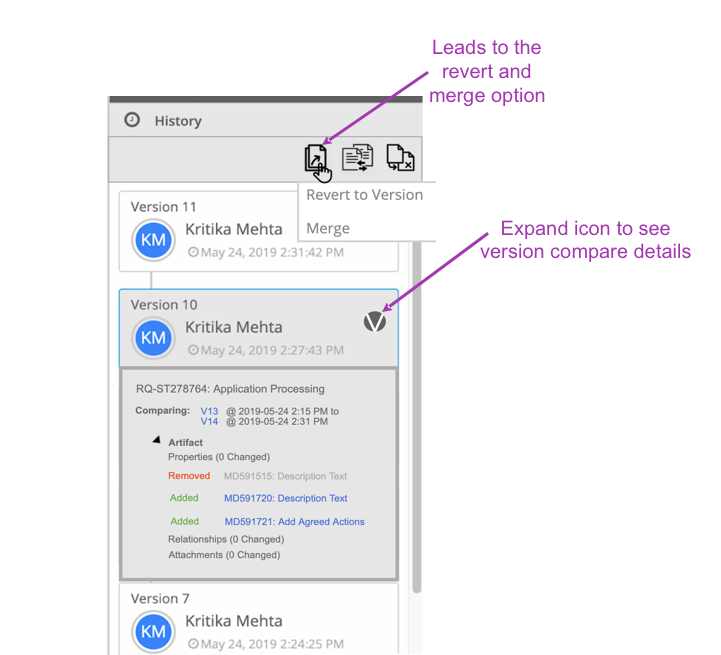 Leads to the
revert and
merge option
History
Revert to Version
Merge
Version 11
KM
Kritika Mehta
May 24, 2019 2:31:42 PM
Expand icon to see
version compare details
Version 10
KM
Kritika Mehta
May 24, 2019 2:27:43 PM
RQ-ST278764: Application Processing
Comparing: V13 @ 2019-05-24 2:15 PM to
V14 @ 2019-05-24 2:31 PM
Artifact
Properties (0 Changed)
Removed MD591515: Description Text
Added MD591720: Description Text
Added MD591721: Add Agreed Actions
Relationships (0 Changed)
Attachments (0 Changed)
Version 7
KM
Kritika Mehta
May 24, 2019 2:24:25 PM